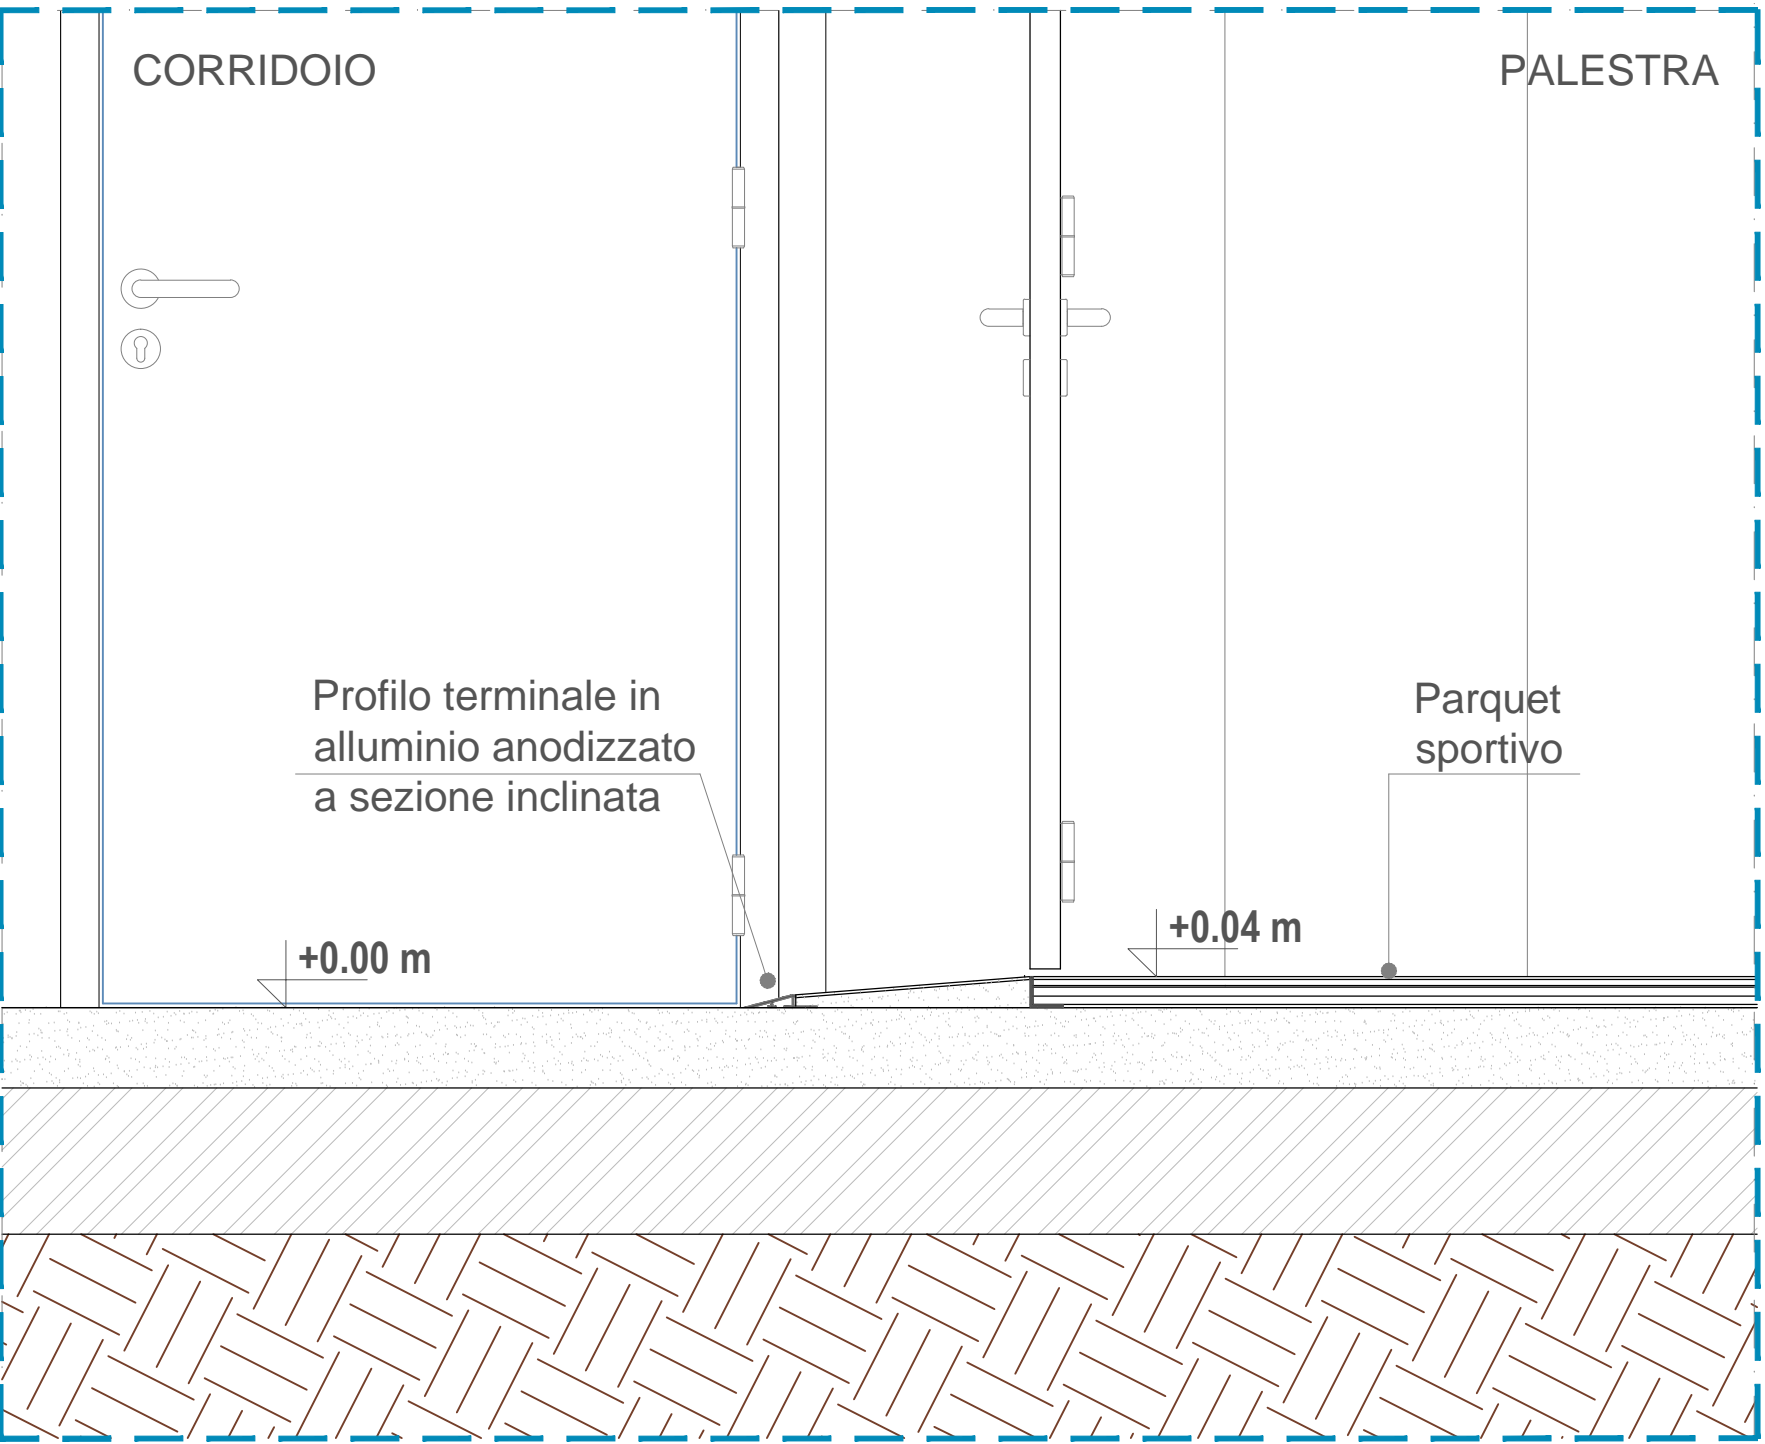 CORRIDOIO
PALESTRA
Profilo terminale in
alluminio anodizzato
a sezione inclinata
Parquet
sportivo
+0.00 m
+0.04 m